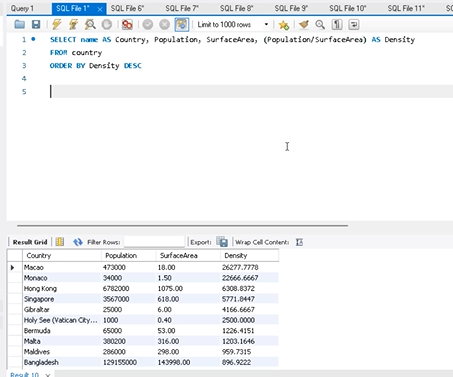 Query 1 SQL File 1* SQL File 6* SQL File 7* SQL File 8* SQL File 9* SQL File 10* SQL File 11*
Limit to 1000 rows
1 SELECT name AS Country, Population, SurfaceArea, (Population/SurfaceArea) AS Density
2 FROM country
3 ORDER BY Density DESC
4
5
Result Grid Filter Rows: Export: Wrap Cell Content:
Country Population SurfaceArea Density
Macao 473000 18.00 26277.7778
Monaco 34000 1.50 22666.6667
Hong Kong 6782000 1075.00 6308.8372
Singapore 3567000 618.00 5771.8447
Gibraltar 25000 6.00 4166.6667
Holy See (Vatican City... 1000 0.40 2500.0000
Bermuda 65000 53.00 1226.4151
Malta 380200 316.00 1203.1646
Maldives 286000 298.00 959.7315
Bangladesh 129155000 143998.00 896.9222
Result 10